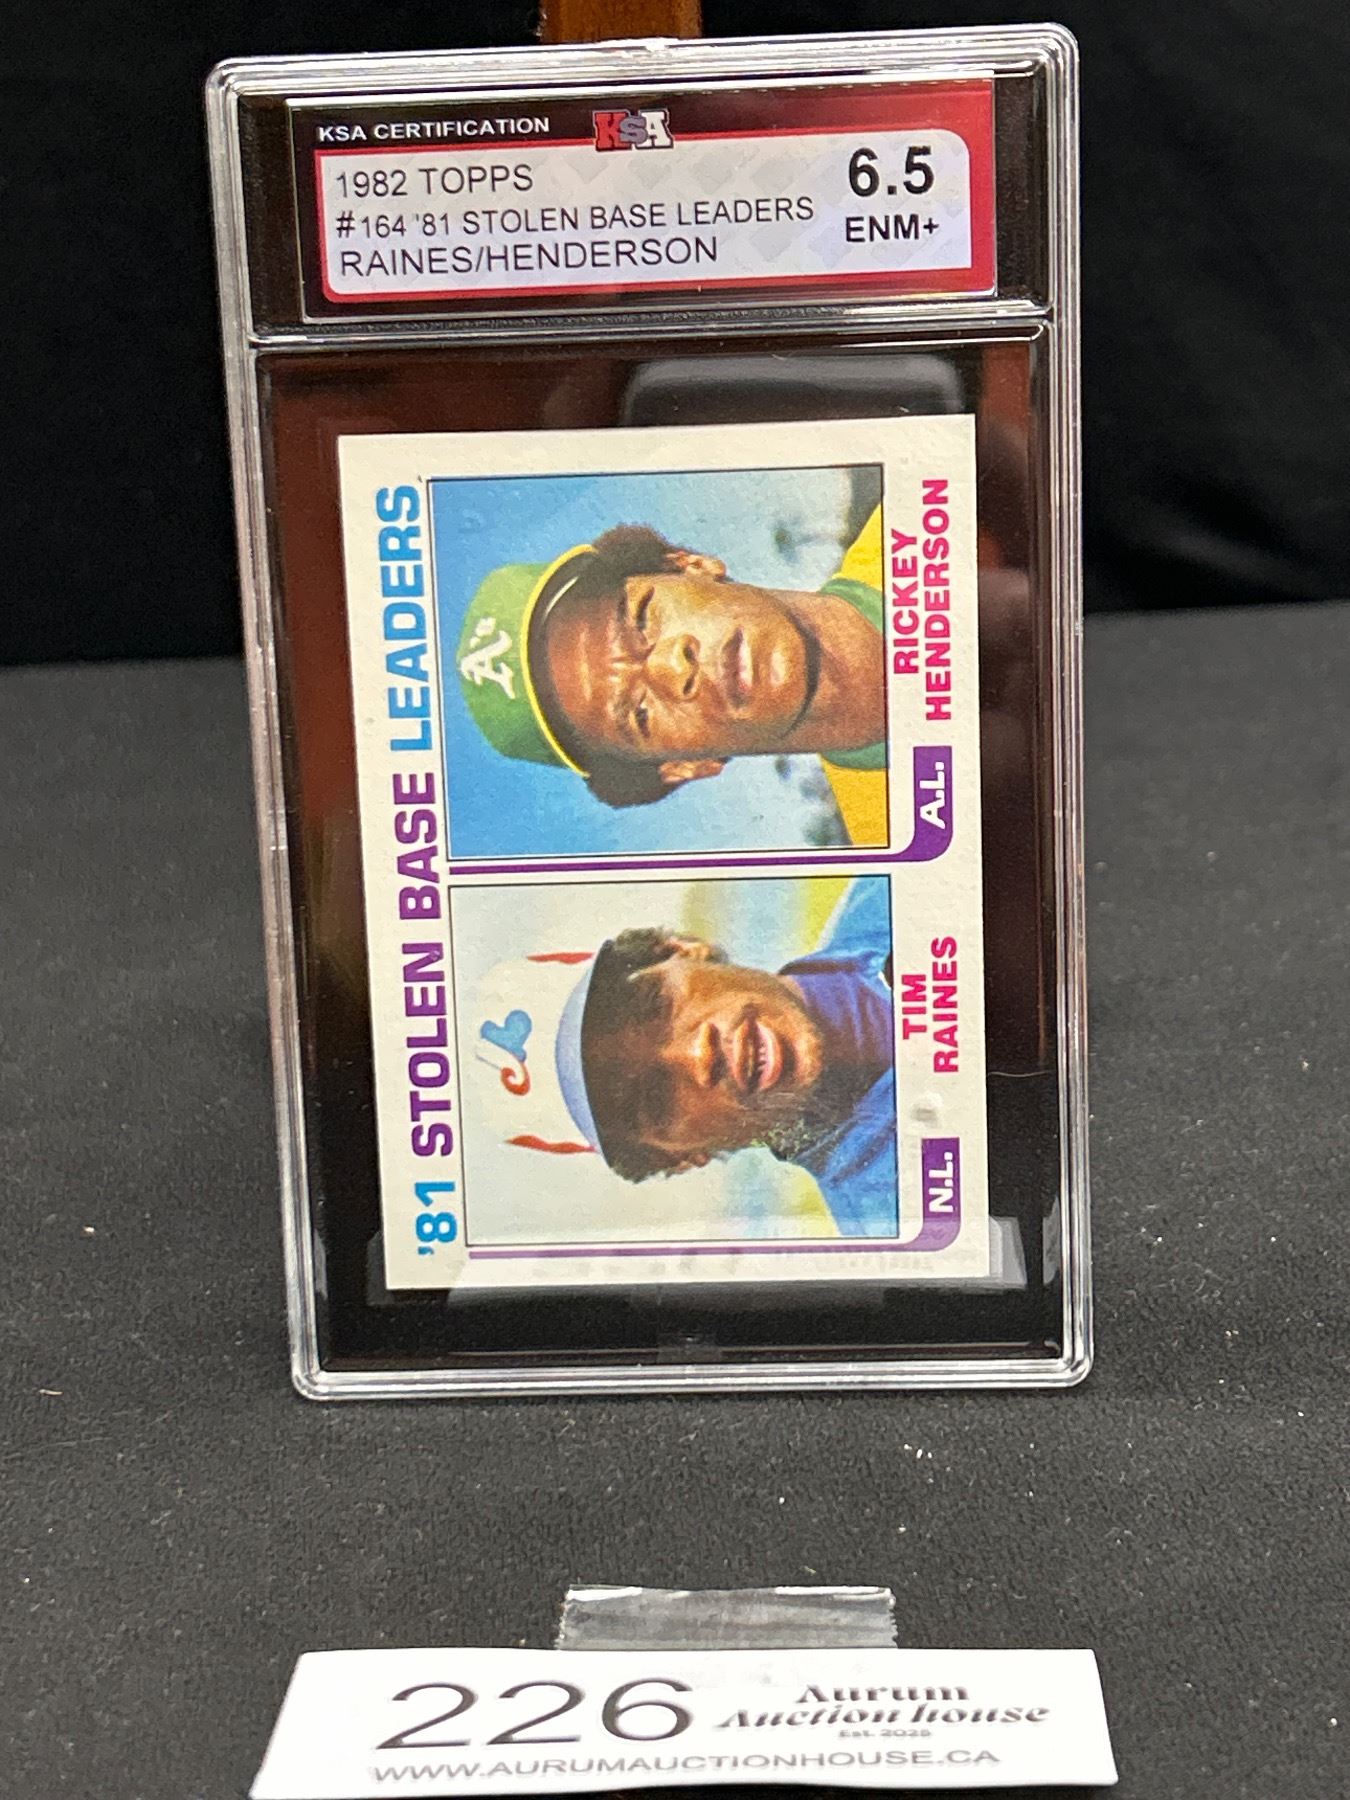 KSA CERTIFICATION
KSA
1982 TOPPS
#164 '81 STOLEN BASE LEADERS
RAINES/HENDERSON
6.5
ENM+
'81 STOLEN BASE LEADERS
A's
RICKEY
HENDERSON
A.L.
TIM
RAINES
N.L.
226
Aurum
Auction house
Est. 2025
WWW.AURUMAUCTIONHOUSE.CA